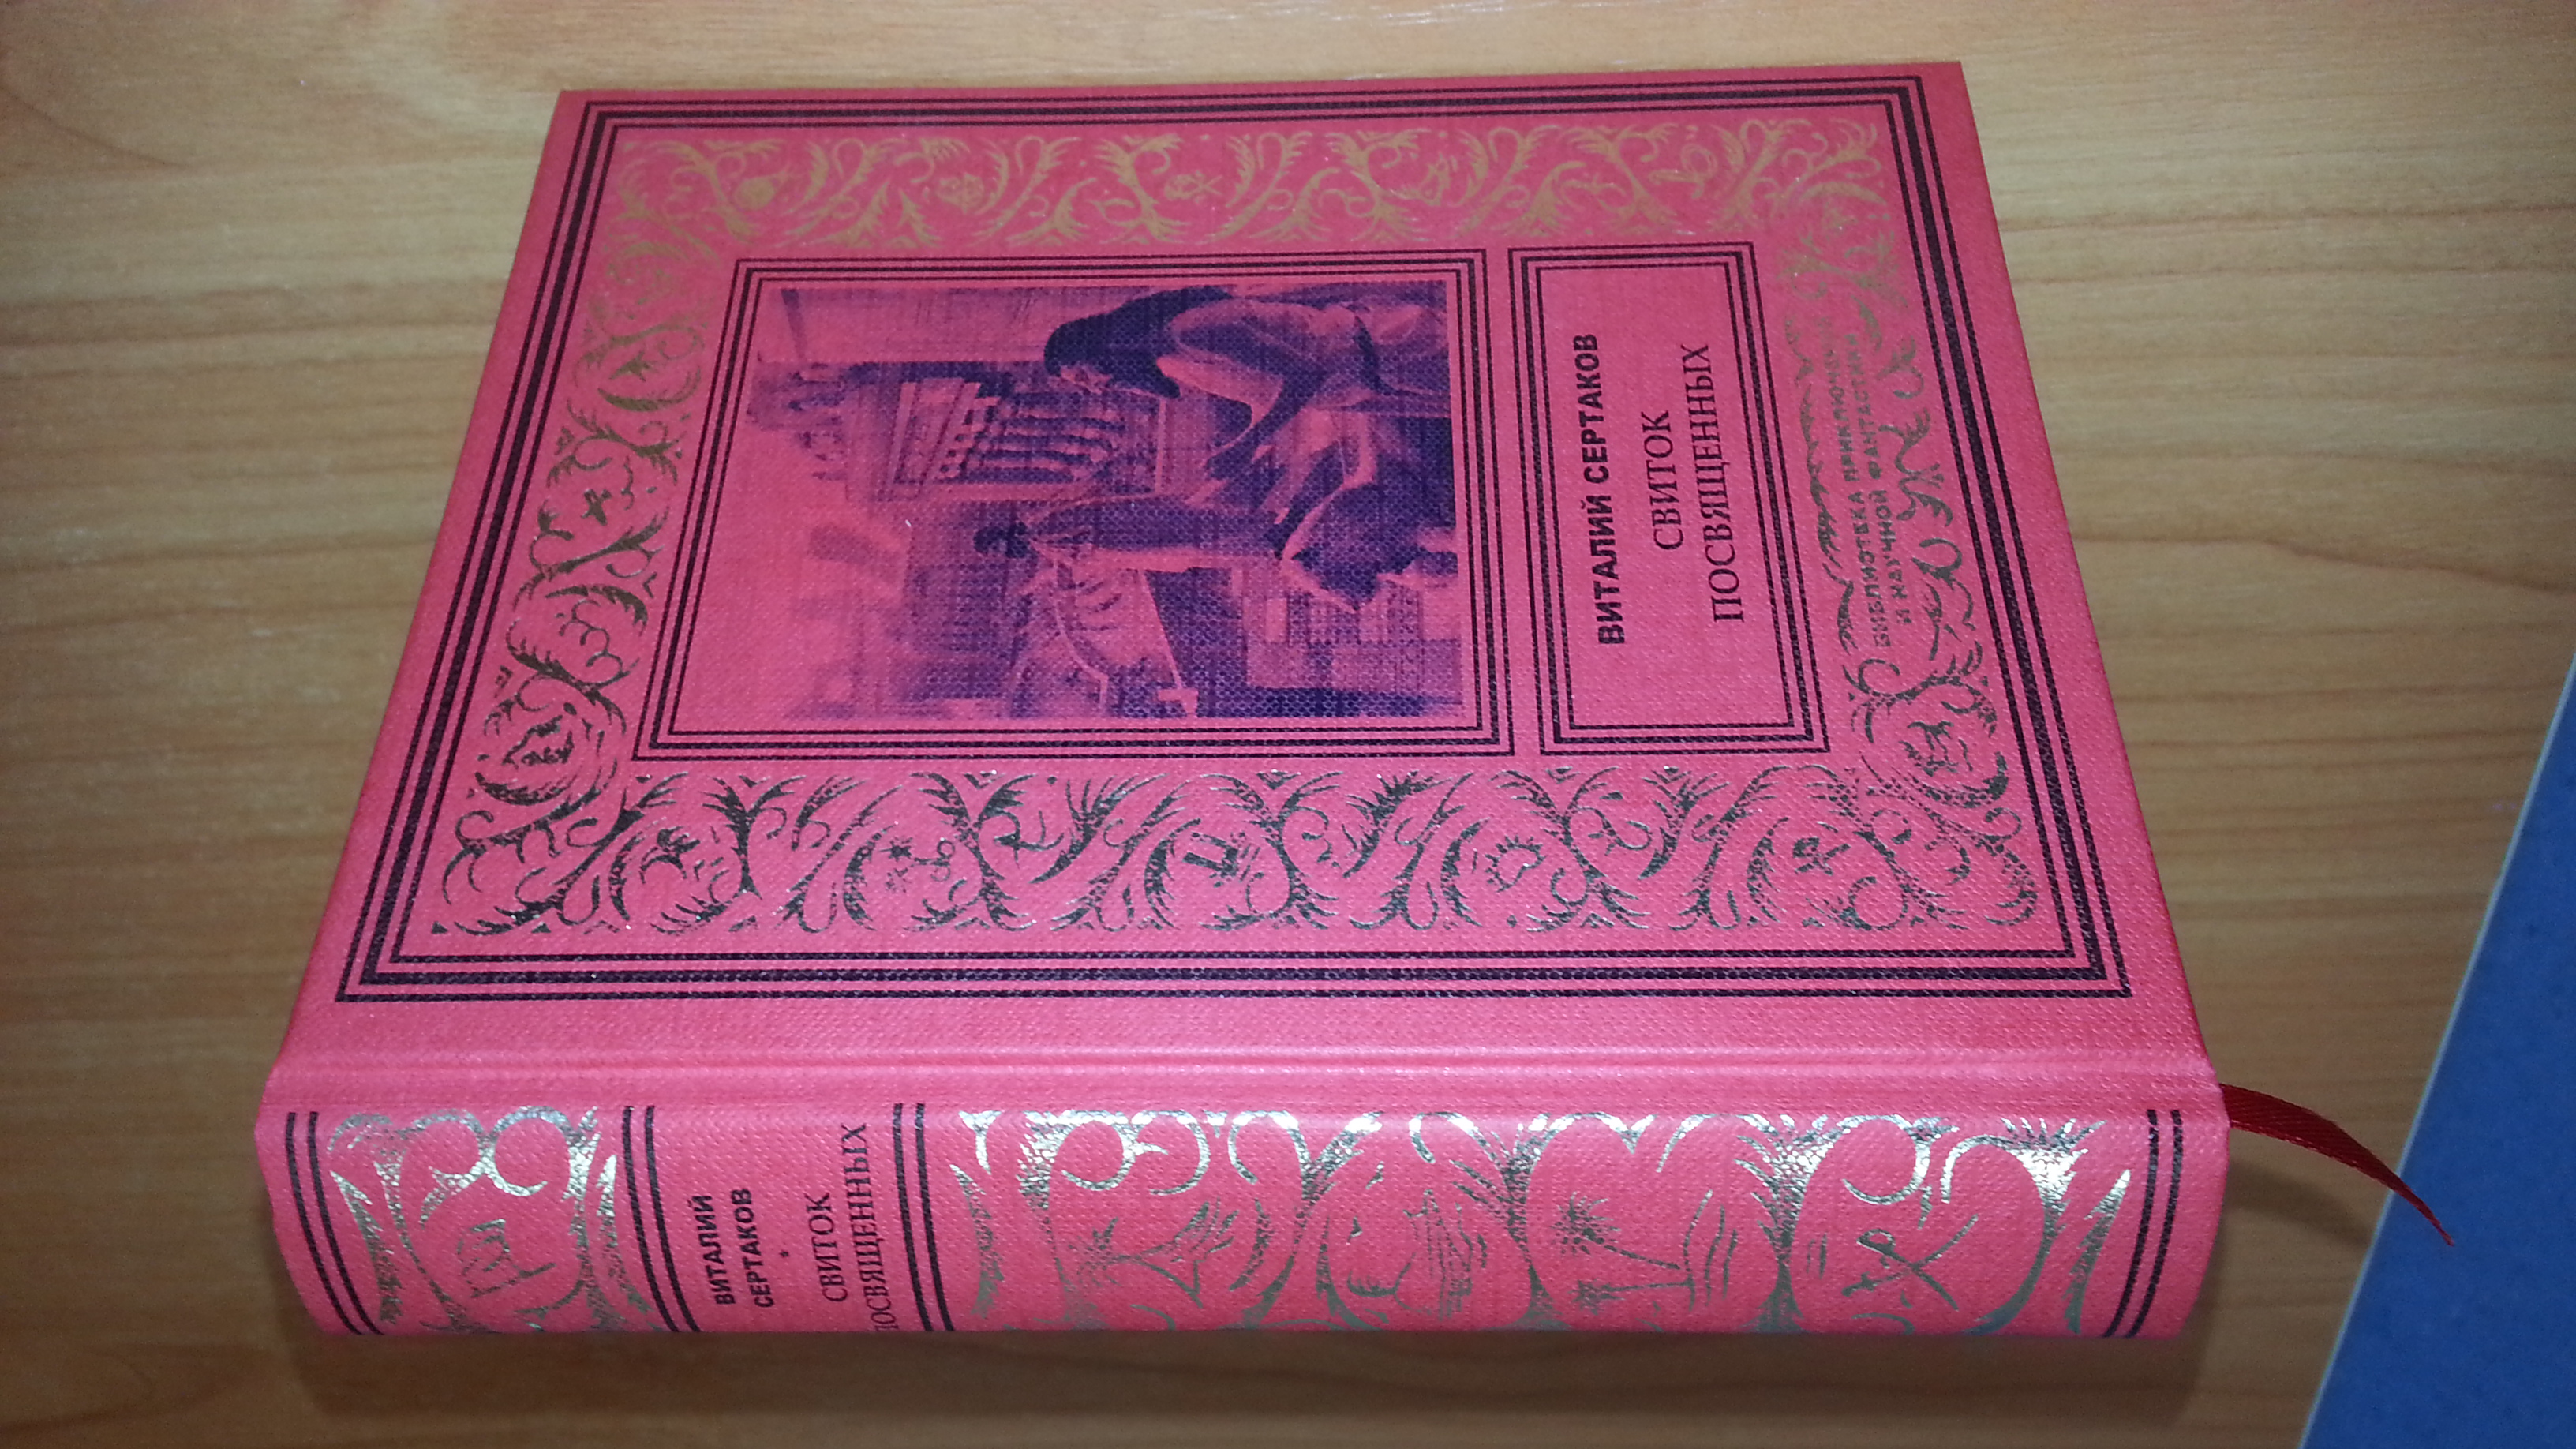 ВИТАЛИЙ СЕРТАКОВ
СВИТОК
ПОСВЯЩЕННЫХ
БИБЛИОТЕКА ПРИКЛЮЧЕНИЙ
И НАУЧНОЙ ФАНТАСТИКИ
ВИТАЛИЙ
СЕРТАКОВ
*
СВИТОК
ПОСВЯЩЕННЫХ